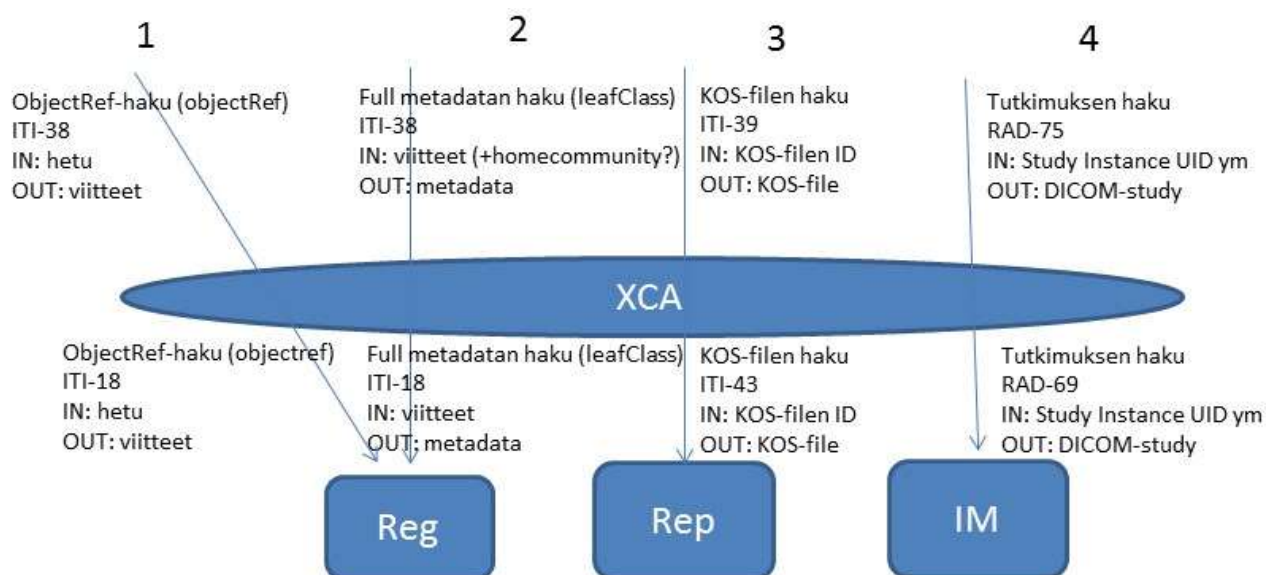 1
2
3
4
ObjectRef-haku (objectRef)
ITI-38
IN: hetu
OUT: viitteet
Full metadatan haku (leafClass)
ITI-38
IN: viitteet (+homecommunity?)
OUT: metadata
KOS-filen haku
ITI-39
IN: KOS-filen ID
OUT: KOS-file
Tutkimuksen haku
RAD-75
IN: Study Instance UID ym
OUT: DICOM-study
XCA
ObjectRef-haku (objectref)
ITI-18
IN: hetu
OUT: viitteet
Full metadatan haku (leafClass)
ITI-18
IN: viitteet
OUT: metadata
KOS-filen haku
ITI-43
IN: KOS-filen ID
OUT: KOS-file
Tutkimuksen haku
RAD-69
IN: Study Instance UID ym
OUT: DICOM-study
Reg
Rep
IM